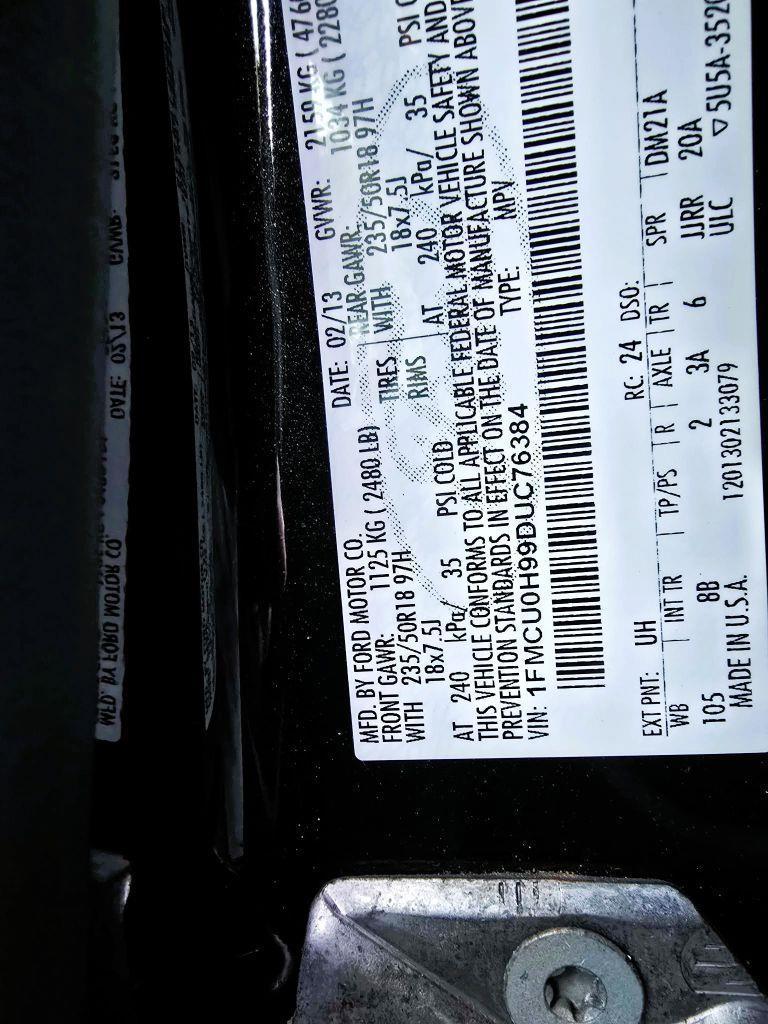 MFD. BY FORD MOTOR CO. DATE: 02/13 GVWR: 2159 KG ( 476
FRONT GAWR: 1125 KG ( 2480 LB) REAR GAWR: 1034 KG ( 2280
WITH 235/50R18 97H TIRES WITH 235/50R18 97H
18x7.5J RIMS 18x7.5J
AT 240 kPa/ 35 PSI COLD AT 240 kPa/ 35 PSI C
THIS VEHICLE CONFORMS TO ALL APPLICABLE FEDERAL MOTOR VEHICLE SAFETY AND
PREVENTION STANDARDS IN EFFECT ON THE DATE OF MANUFACTURE SHOWN ABOV
VIN: 1FMCU0H99DUC76384 TYPE: MPV
EXT PNT: UH RC: 24 DSO:
WB INT TR TP/PS R AXLE TR SPR DM21A
105 8B 2 3A 6 JJRR 20A
MADE IN U.S.A. 1201302133079 ULC ▽ 5U5A-3520
MFD. BY FORD MOTOR CO. DATE: 02/13 GVWR: